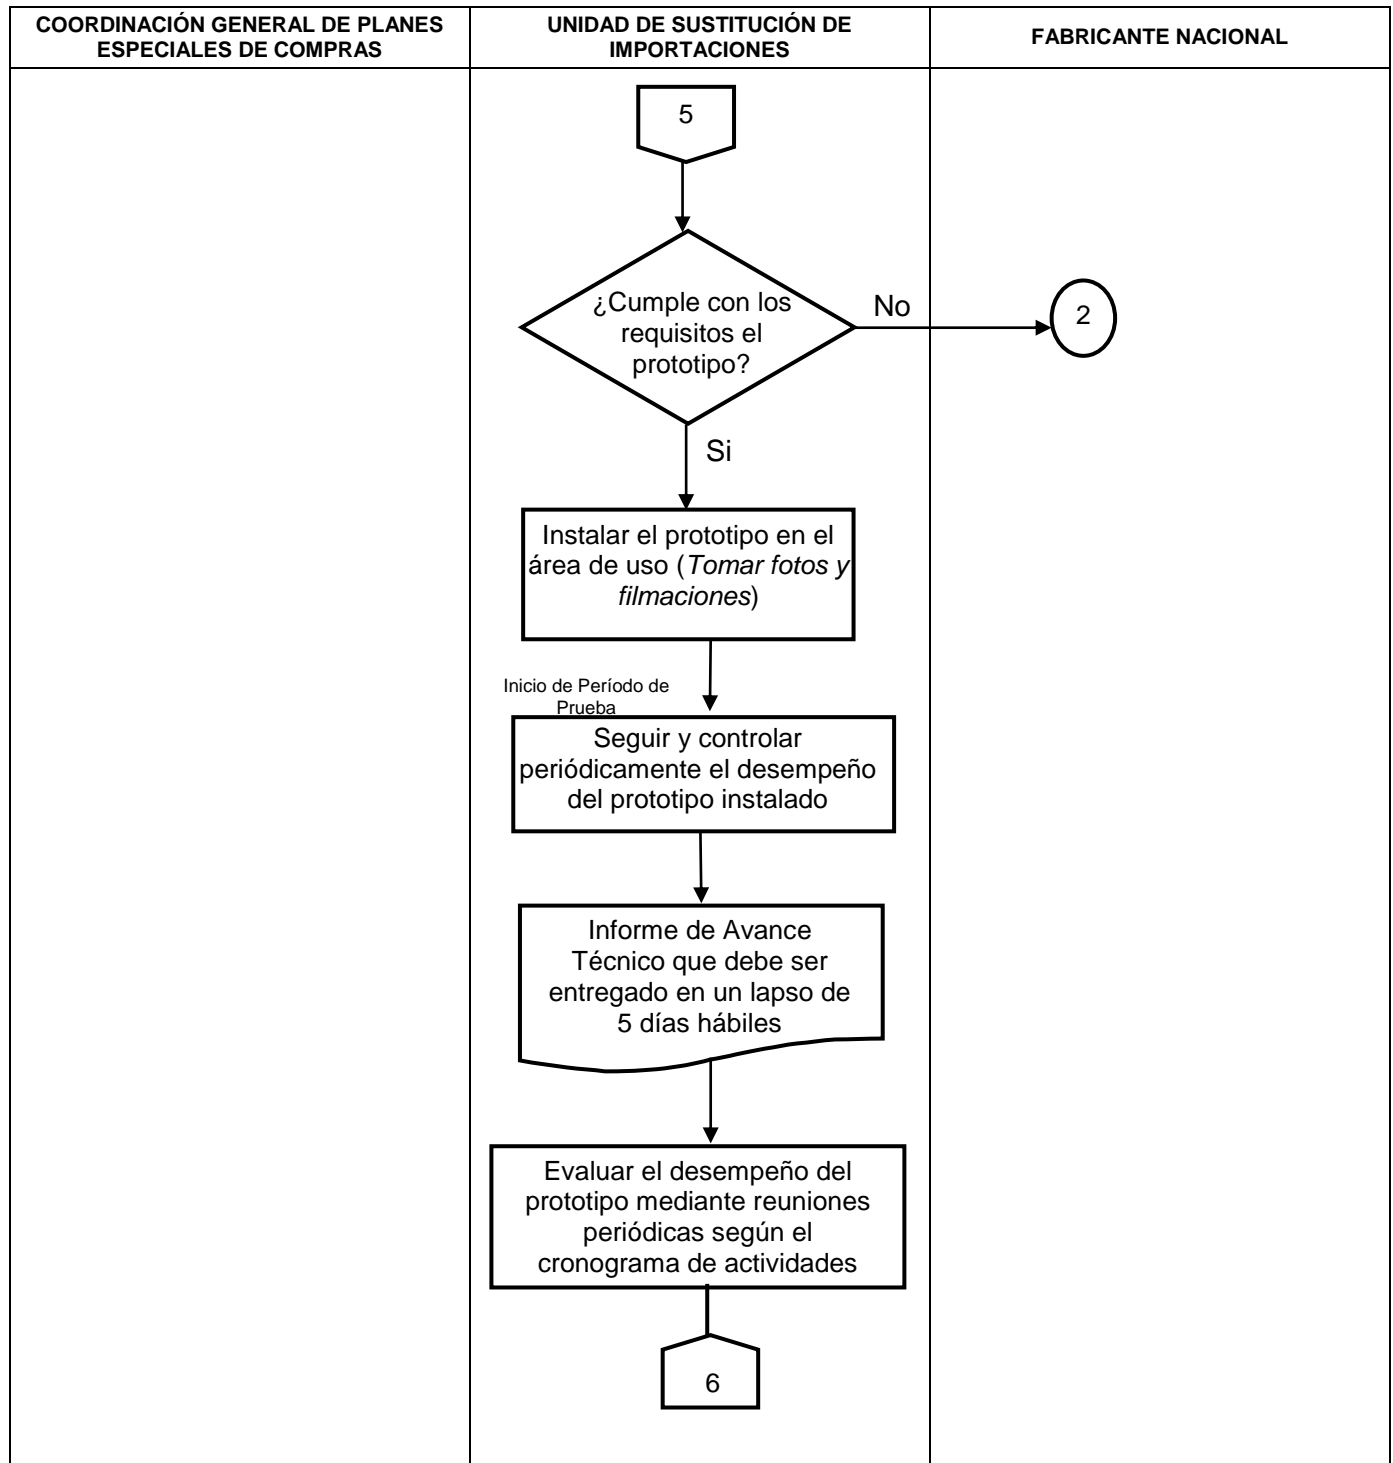 COORDINACIÓN GENERAL DE PLANES
ESPECIALES DE COMPRAS
UNIDAD DE SUSTITUCIÓN DE
IMPORTACIONES
FABRICANTE NACIONAL
5
¿Cumple con los
requisitos el
prototipo?
No
2
Si
Instalar el prototipo en el
área de uso (Tomar fotos y
filmaciones)
Inicio de Período de
Prueba
Seguir y controlar
periódicamente el desempeño
del prototipo instalado
Informe de Avance
Técnico que debe ser
entregado en un lapso de
5 días hábiles
Evaluar el desempeño del
prototipo mediante reuniones
periódicas según el
cronograma de actividades
6